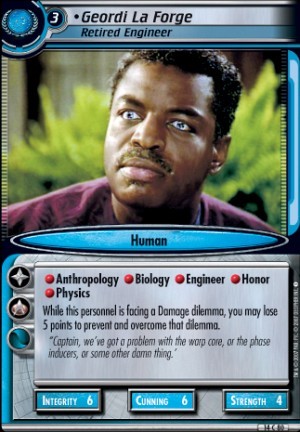 3 • Geordi La Forge
Retired Engineer
Human
• Anthropology • Biology • Engineer • Honor
• Physics
While this personnel is facing a Damage dilemma, you may lose
5 points to prevent and overcome that dilemma.
"Captain, we've got a problem with the warp core, or the phase
inducers, or some other damn thing.'
INTEGRITY 6 CUNNING 6 STRENGTH 4